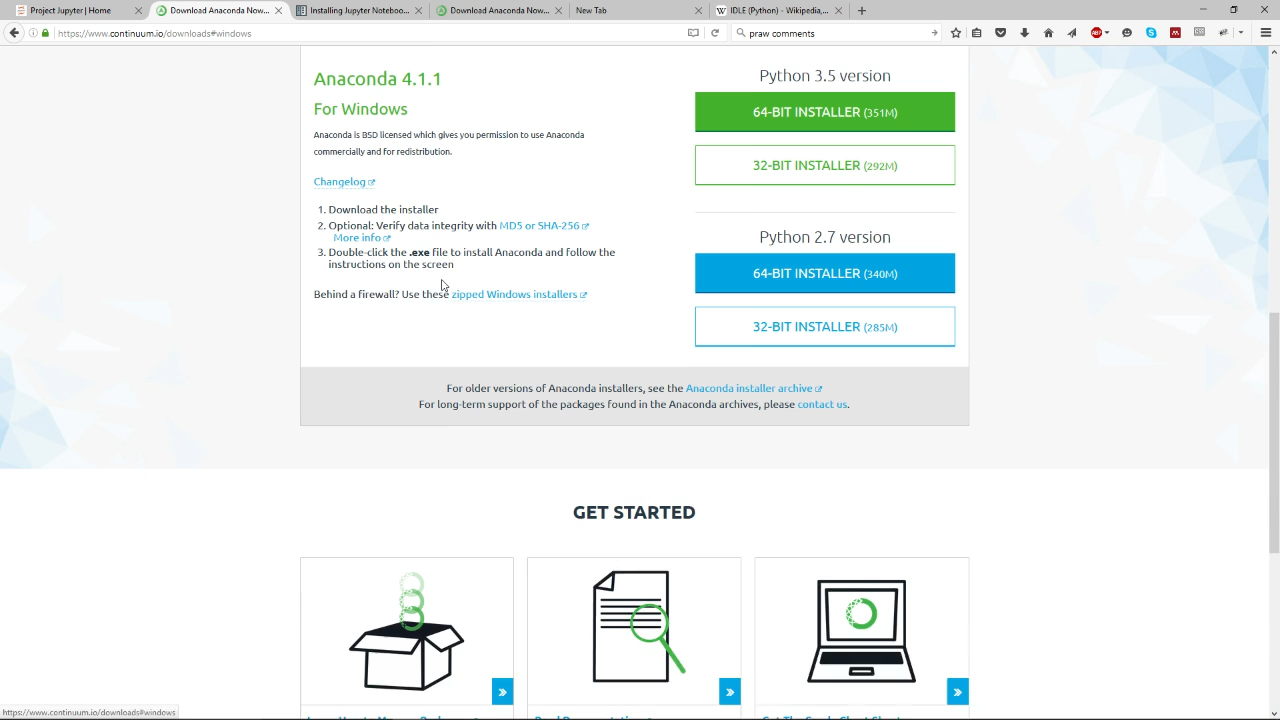 Project Jupyter | Home
Download Anaconda Now...
Installing Jupyter Noteboo...
Download Anaconda Now...
New Tab
IDLE (Python) - Wikipedia,...
https://www.continuum.io/downloads#windows
praw comments
ABP
CSS
Anaconda 4.1.1
For Windows
Anaconda is BSD licensed which gives you permission to use Anaconda
commercially and for redistribution.
Changelog
1. Download the installer
2. Optional: Verify data integrity with MD5 or SHA-256
More info
3. Double-click the .exe file to install Anaconda and follow the
instructions on the screen
Behind a firewall? Use these zipped Windows installers
Python 3.5 version
64-BIT INSTALLER (351M)
32-BIT INSTALLER (292M)
Python 2.7 version
64-BIT INSTALLER (340M)
32-BIT INSTALLER (285M)
For older versions of Anaconda installers, see the Anaconda installer archive
For long-term support of the packages found in the Anaconda archives, please contact us.
GET STARTED
https://www.continuum.io/downloads#windows